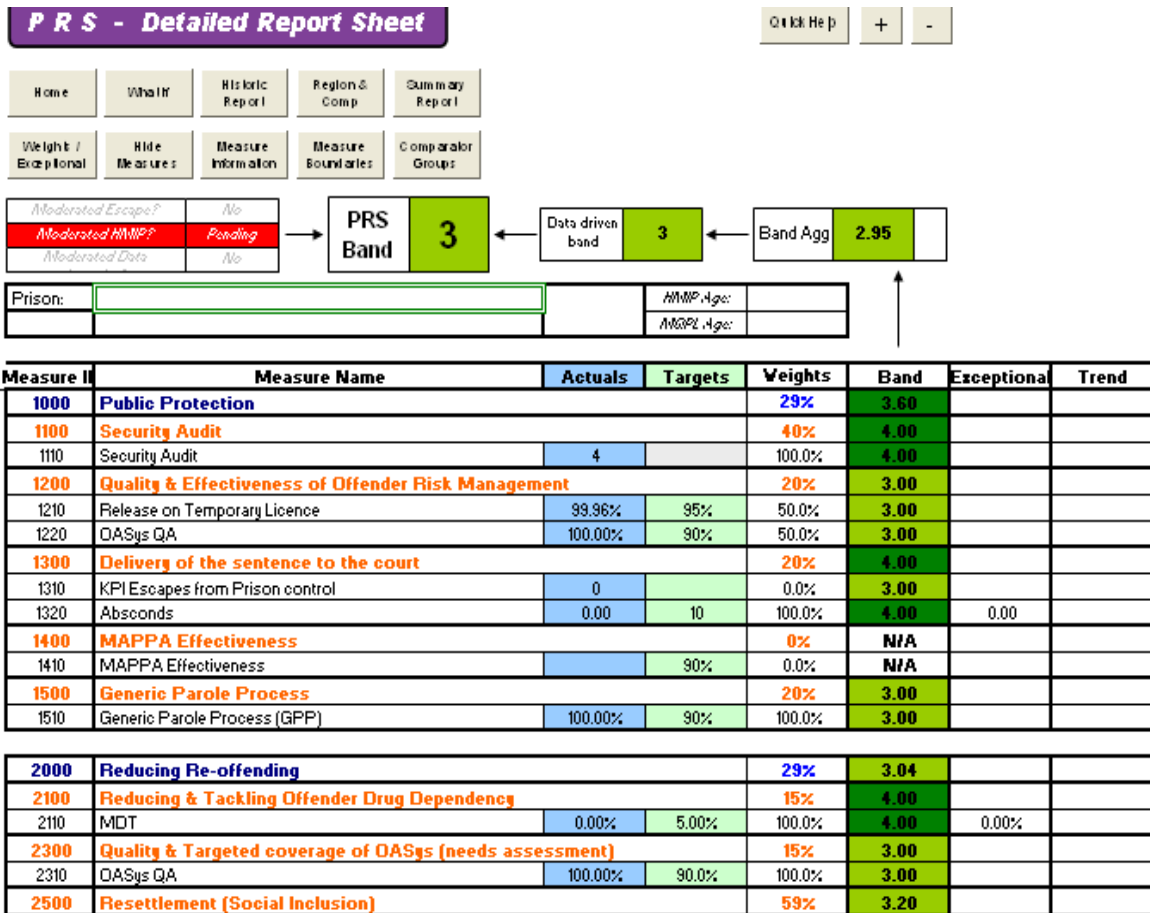 PRS - Detailed Report Sheet
Quick Help + -
Home What If Historic Report Region & Comp Summary Report
Weight / Exceptional Hide Measures Measure Information Measure Boundaries Comparator Groups
Moderated Escape? No
Moderated HMIP? Pending
Moderated Data No
PRS Band 3
Data driven band 3
Band Agg 2.95
Prison:
HMIP Age:
MQPL Age:
Measure ID Measure Name Actuals Targets Weights Band Exceptional Trend
1000 Public Protection 29% 3.60
1100 Security Audit 40% 4.00
1110 Security Audit 4 100.0% 4.00
1200 Quality & Effectiveness of Offender Risk Management 20% 3.00
1210 Release on Temporary Licence 99.96% 95% 50.0% 3.00
1220 OASys QA 100.00% 90% 50.0% 3.00
1300 Delivery of the sentence to the court 20% 4.00
1310 KPI Escapes from Prison control 0 0.0% 3.00
1320 Absconds 0.00 10 100.0% 4.00 0.00
1400 MAPPA Effectiveness 0% N/A
1410 MAPPA Effectiveness 90% 0.0% N/A
1500 Generic Parole Process 20% 3.00
1510 Generic Parole Process (GPP) 100.00% 90% 100.0% 3.00
2000 Reducing Re-offending 29% 3.04
2100 Reducing & Tackling Offender Drug Dependency 15% 4.00
2110 MDT 0.00% 5.00% 100.0% 4.00 0.00%
2300 Quality & Targeted coverage of OASys (needs assessment) 15% 3.00
2310 OASys QA 100.00% 90.0% 100.0% 3.00
2500 Resettlement (Social Inclusion) 59% 3.20